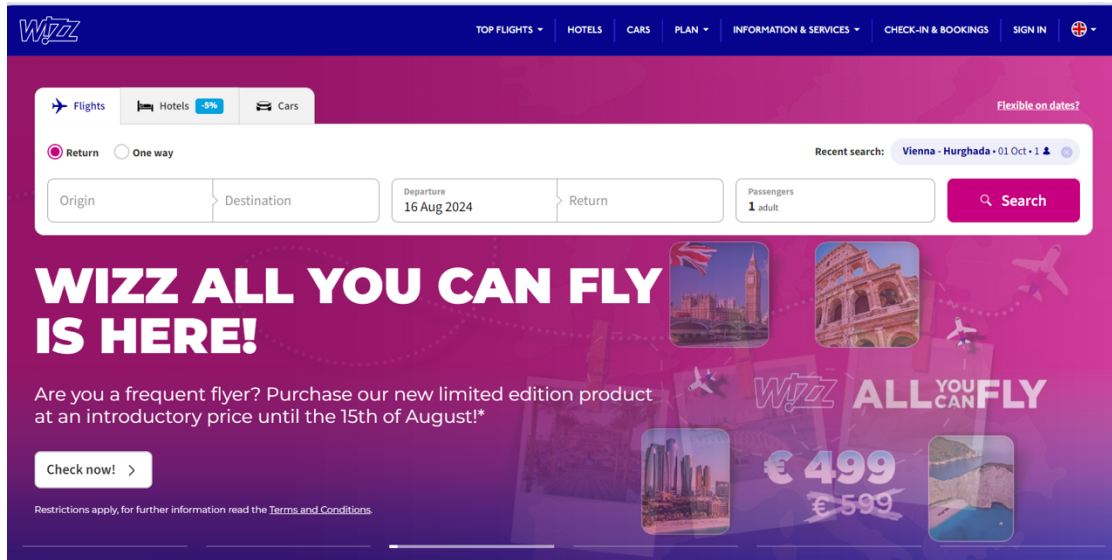 WIZZ
TOP FLIGHTS HOTELS CARS PLAN INFORMATION & SERVICES CHECK-IN & BOOKINGS SIGN IN
Flights Hotels -5% Cars
Flexible on dates?
Return One way Recent search: Vienna - Hurghada • 01 Oct • 1
Origin Destination Departure 16 Aug 2024 Return Passengers 1 adult Search
WIZZ ALL YOU CAN FLY
IS HERE!
Are you a frequent flyer? Purchase our new limited edition product
at an introductory price until the 15th of August!*
Check now!
Restrictions apply, for further information read the Terms and Conditions.
WIZZ ALL YOU CAN FLY
€ 499
€ 599